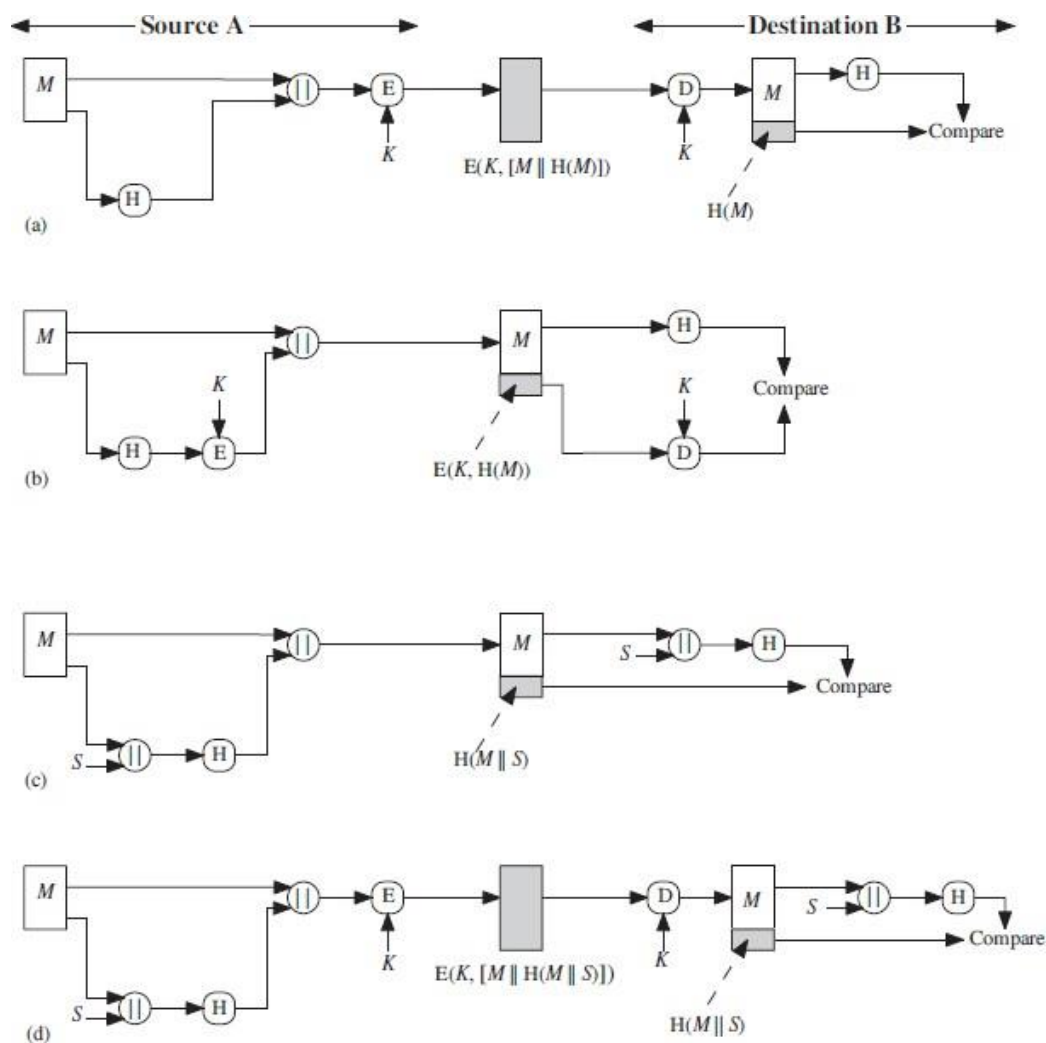 Source A Destination B
M || E D M H
K K Compare
E(K, [M || H(M)])
H H(M)
(a)
M || M H
K K Compare
H E D
E(K, H(M))
(b)
M || M || H
S Compare
|| H
S H(M || S)
(c)
M || E D M || H
S
K K Compare
E(K, [M || H(M || S)])
|| H
S H(M || S)
(d)